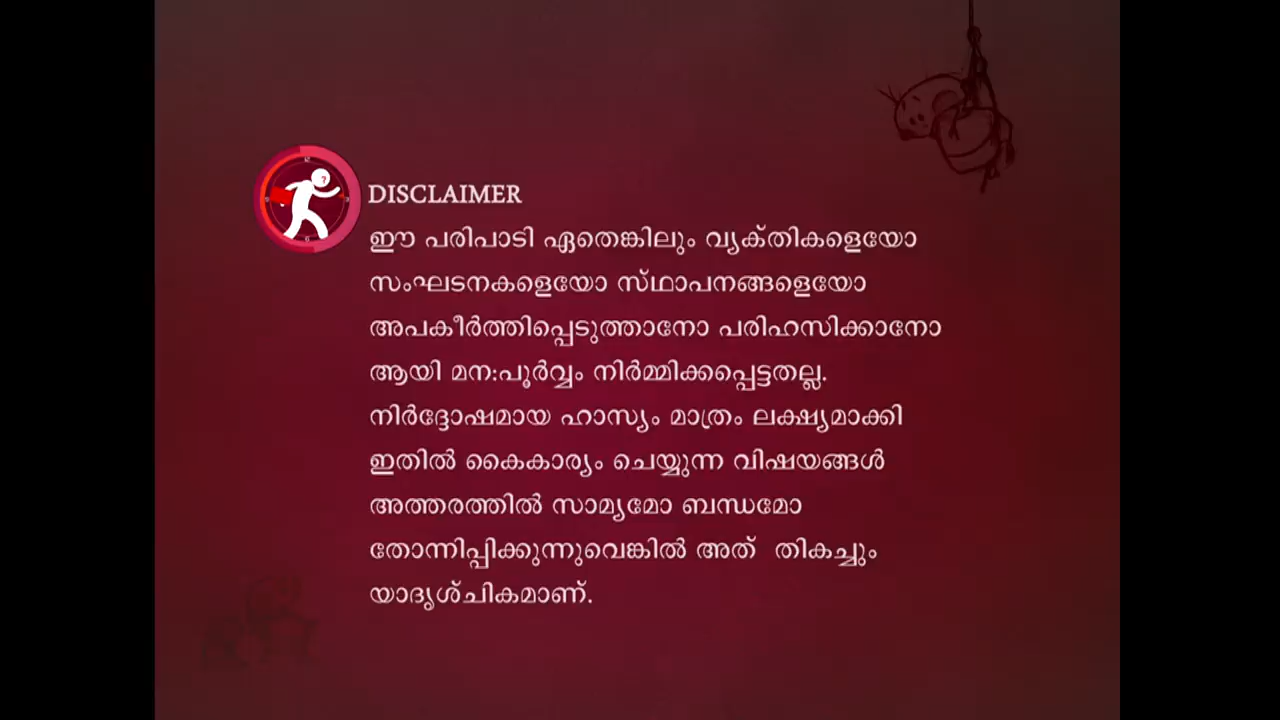 DISCLAIMER
ഈ പരിപാടി ഏതെങ്കിലും വ്യക്തികളെയോ
സംഘടനകളെയോ സ്ഥാപനങ്ങളെയോ
അപകീർത്തിപ്പെടുത്താനോ പരിഹസിക്കാനോ
ആയി മന:പൂർവ്വം നിർമ്മിക്കപ്പെട്ടതല്ല.
നിർദ്ദോഷമായ ഹാസ്യം മാത്രം ലക്ഷ്യമാക്കി
ഇതിൽ കൈകാര്യം ചെയ്യുന്ന വിഷയങ്ങൾ
അത്തരത്തിൽ സാമ്യമോ ബന്ധമോ
തോന്നിപ്പിക്കുന്നുവെങ്കിൽ അത് തികച്ചും
യാദൃശ്ചികമാണ്.